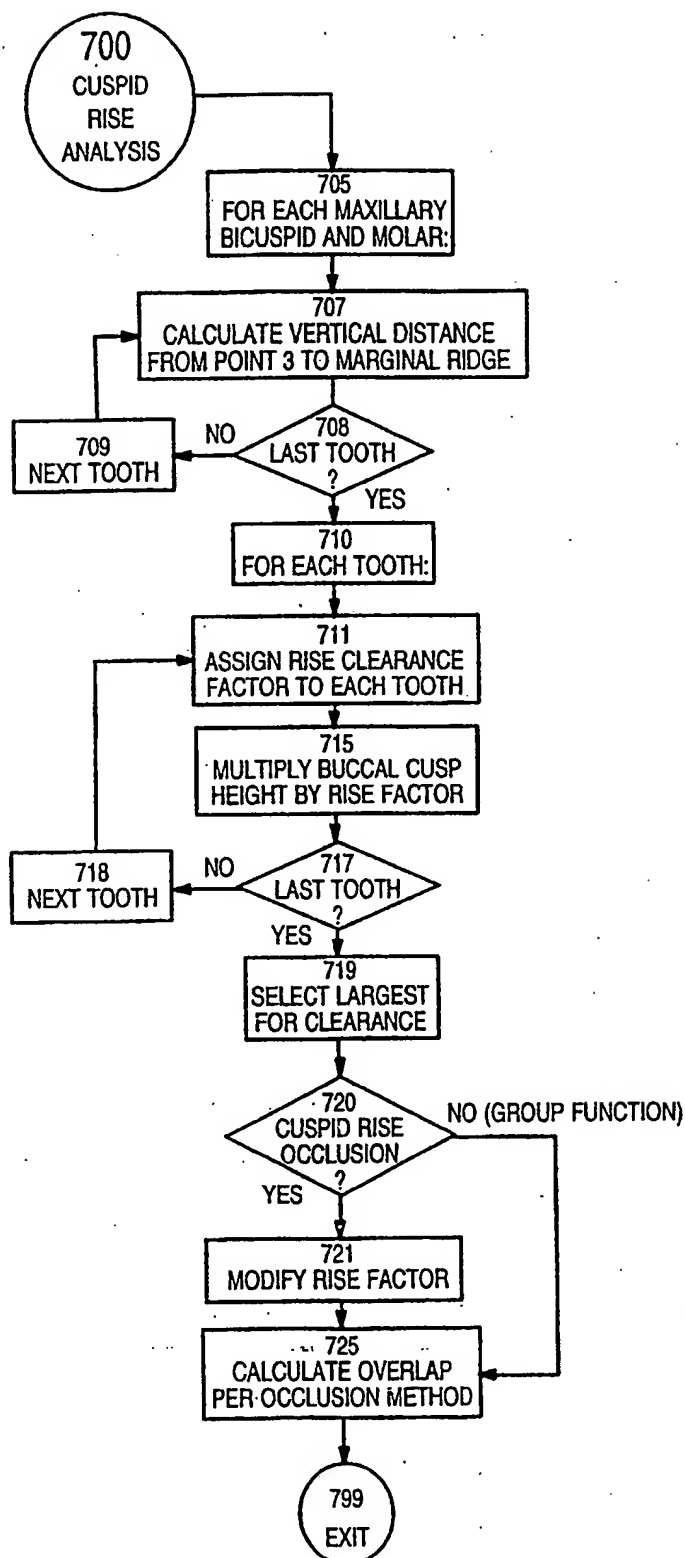 700
CUSPID
RISE
ANALYSIS
705
FOR EACH MAXILLARY
BICUSPID AND MOLAR:
707
CALCULATE VERTICAL DISTANCE
FROM POINT 3 TO MARGINAL RIDGE
708
LAST TOOTH
?
NO
709
NEXT TOOTH
YES
710
FOR EACH TOOTH:
711
ASSIGN RISE CLEARANCE
FACTOR TO EACH TOOTH
715
MULTIPLY BUCCAL CUSP
HEIGHT BY RISE FACTOR
717
LAST TOOTH
?
NO
718
NEXT TOOTH
YES
719
SELECT LARGEST
FOR CLEARANCE
720
CUSPID RISE
OCCLUSION
?
NO (GROUP FUNCTION)
YES
721
MODIFY RISE FACTOR
725
CALCULATE OVERLAP
PER OCCLUSION METHOD
799
EXIT